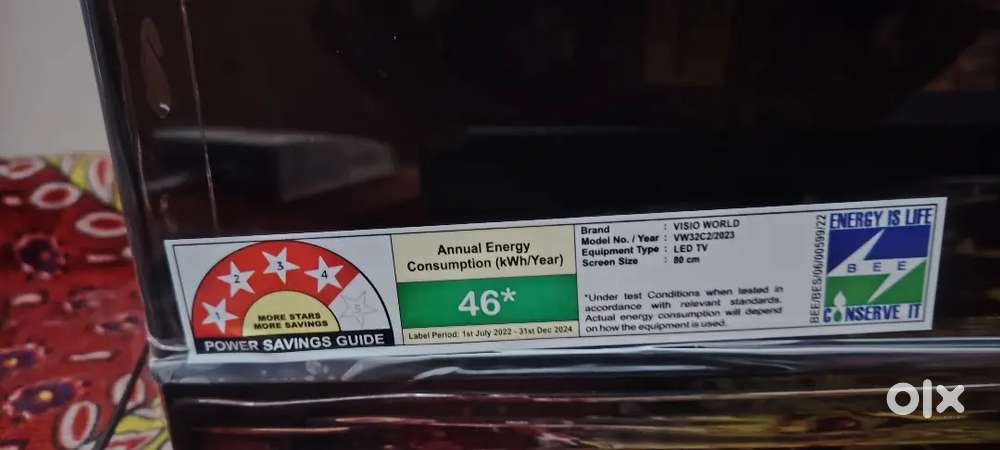 1
2
3
4
5
MORE STARS
MORE SAVINGS
POWER SAVINGS GUIDE
Annual Energy
Consumption (kWh/Year)
46*
Label Period: 1st July 2022 - 31st Dec 2024
Brand : VISIO WORLD
Model No. / Year : VW32C2/2023
Equipment Type : LED TV
Screen Size : 80 cm
*Under test Conditions when tested in
accordance with relevant standards.
Actual energy consumption will depend
on how the equipment is used.
BEE/BES/06/00599/22
ENERGY IS LIFE
BEE
CONSERVE IT
olx